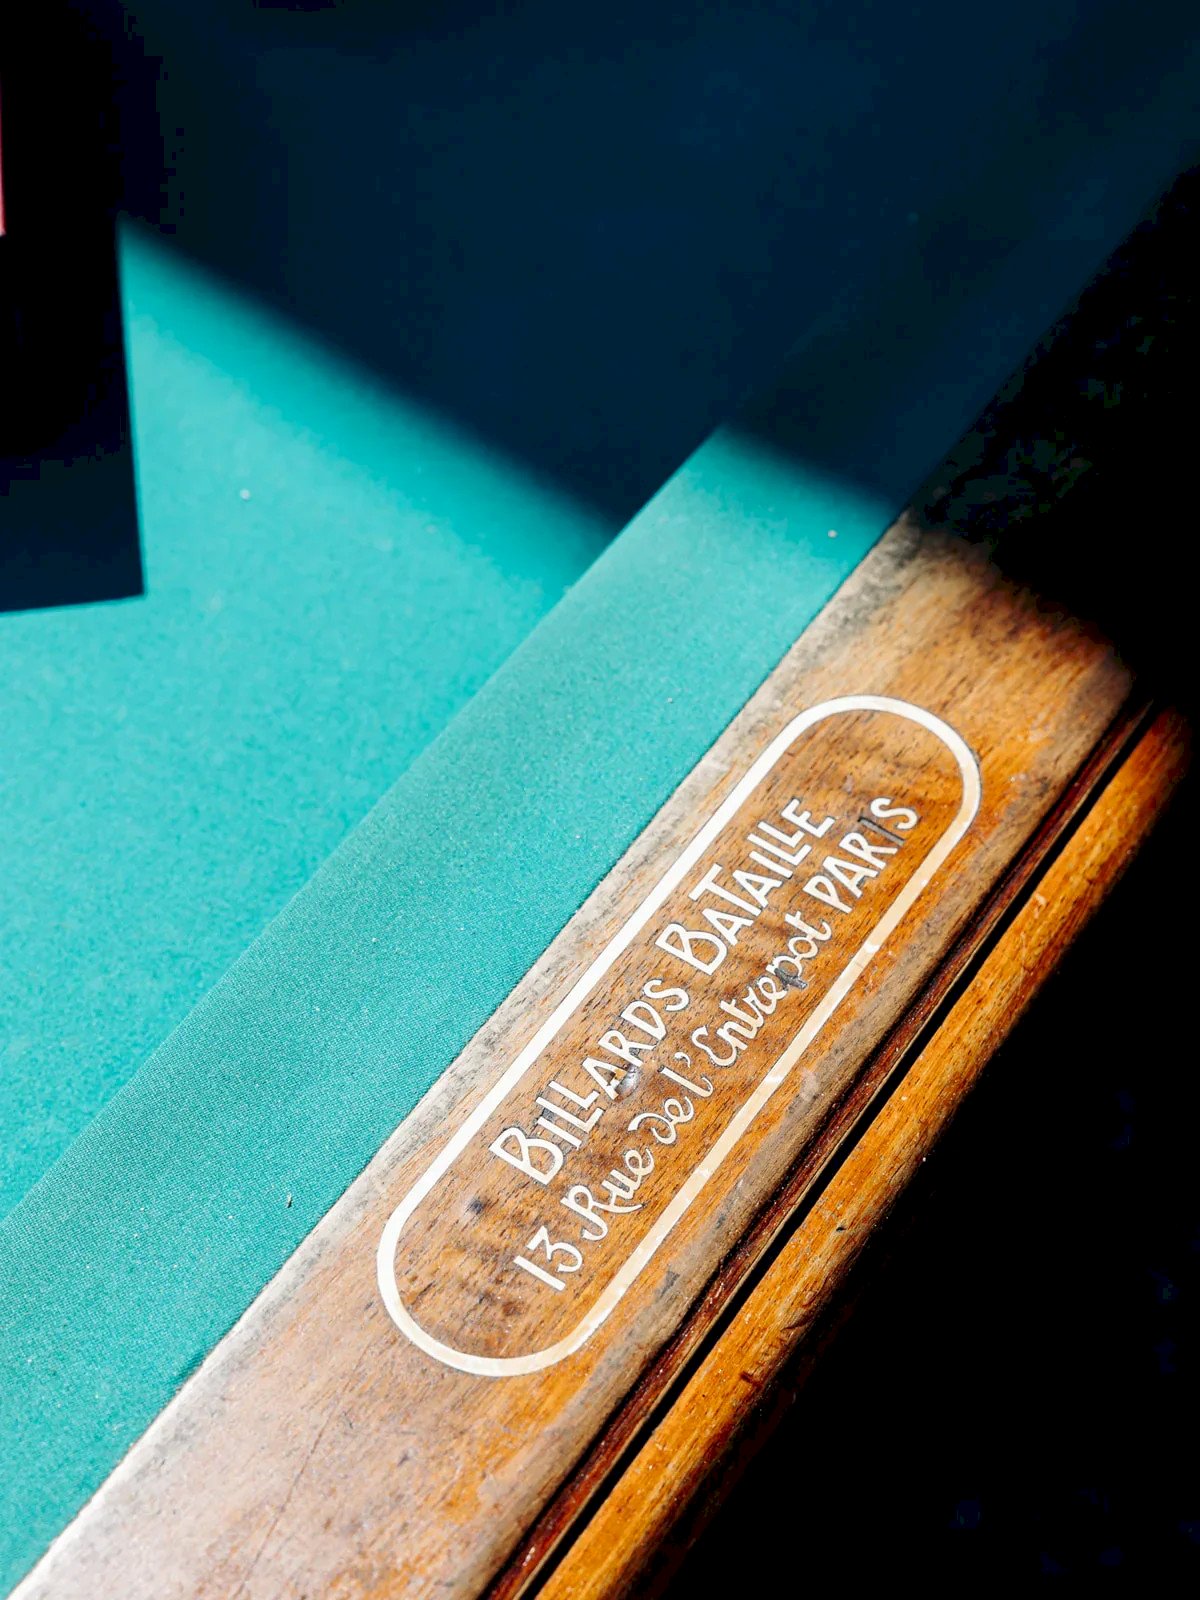 BILLARDS BATAILLE
13 Rue de l'Entrepot PARIS